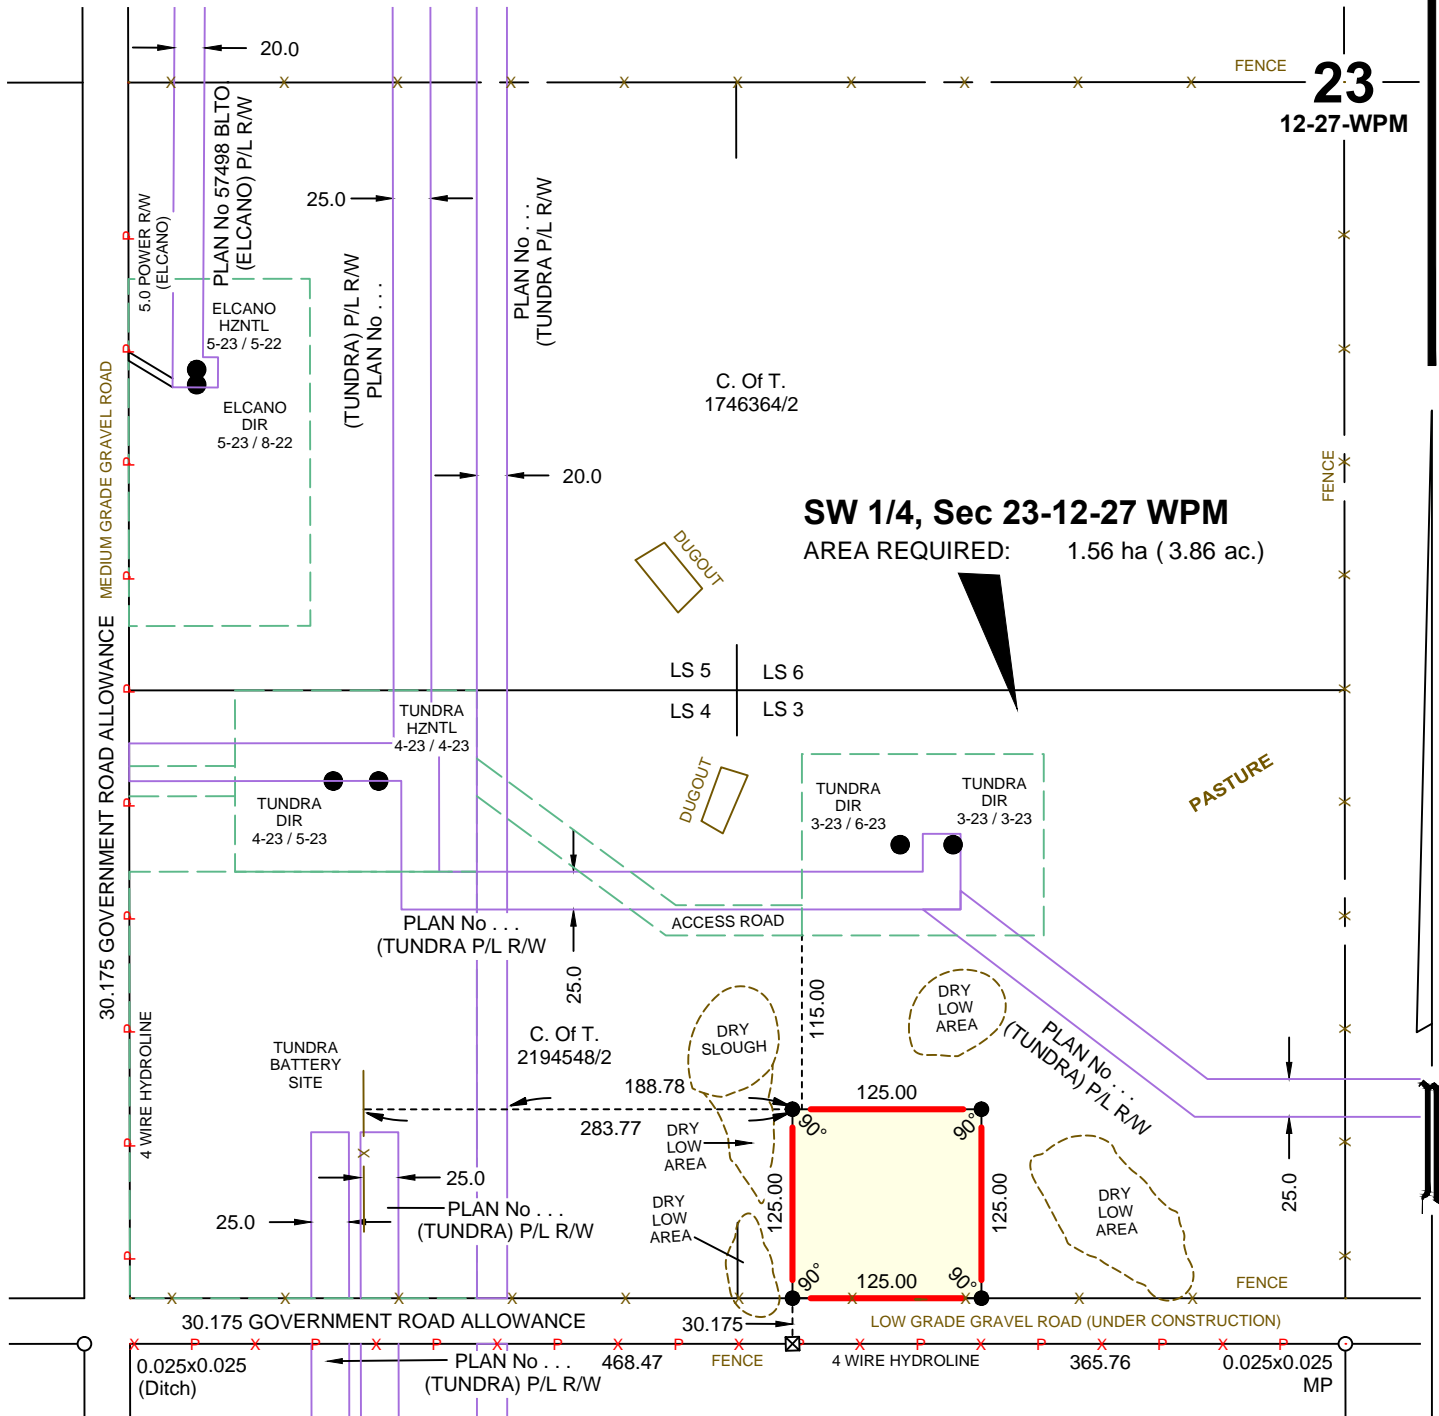 20.0
FENCE
23
12-27-WPM
PLAN No 57498 BLTO
(ELCANO) P/L R/W
5.0 POWER R/W
(ELCANO)
25.0
(TUNDRA) P/L R/W
PLAN No . . .
PLAN No . . .
(TUNDRA P/L R/W
ELCANO
HZNTL
5-23 / 5-22
ELCANO
DIR
5-23 / 8-22
MEDIUM GRADE GRAVEL ROAD
C. Of T.
1746364/2
20.0
FENCE
SW 1/4, Sec 23-12-27 WPM
AREA REQUIRED: 1.56 ha ( 3.86 ac.)
DUGOUT
30.175 GOVERNMENT ROAD ALLOWANCE
LS 5
LS 6
LS 4
LS 3
TUNDRA
HZNTL
4-23 / 4-23
TUNDRA
DIR
4-23 / 5-23
DUGOUT
TUNDRA
DIR
3-23 / 6-23
TUNDRA
DIR
3-23 / 3-23
PASTURE
PLAN No . . .
(TUNDRA P/L R/W
ACCESS ROAD
25.0
115.00
4 WIRE HYDROLINE
TUNDRA
BATTERY
SITE
C. Of T.
2194548/2
DRY
SLOUGH
DRY
LOW
AREA
PLAN No . . .
(TUNDRA) P/L R/W
188.78
283.77
125.00
90°
90°
DRY
LOW
AREA
25.0
25.0
PLAN No . . .
(TUNDRA) P/L R/W
DRY
LOW
AREA
125.00
125.00
DRY
LOW
AREA
25.0
90°
90°
125.00
FENCE
30.175 GOVERNMENT ROAD ALLOWANCE
30.175
LOW GRADE GRAVEL ROAD (UNDER CONSTRUCTION)
0.025x0.025
(Ditch)
PLAN No . . .
(TUNDRA) P/L R/W
468.47
FENCE
4 WIRE HYDROLINE
365.76
0.025x0.025
MP